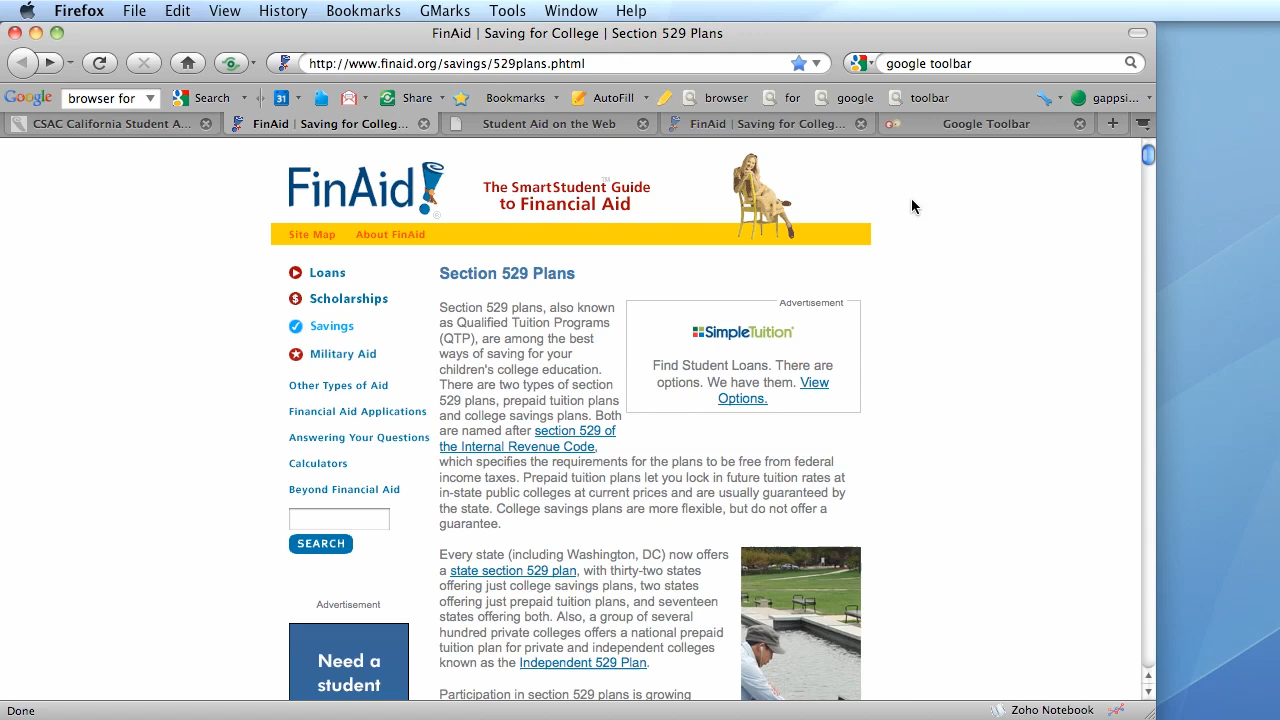 Firefox File Edit View History Bookmarks GMarks Tools Window Help
FinAid | Saving for College | Section 529 Plans
http://www.finaid.org/savings/529plans.phtml
google toolbar
Google browser for Search 31 Share Bookmarks AutoFill browser for google toolbar gappsi...
CSAC California Student A... FinAid | Saving for Colleg... Student Aid on the Web FinAid | Saving for Colleg... Google Toolbar
FinAid!
The SmartStudent™ Guide
to Financial Aid
Site Map About FinAid
Loans
Scholarships
Savings
Military Aid
Other Types of Aid
Financial Aid Applications
Answering Your Questions
Calculators
Beyond Financial Aid
SEARCH
Advertisement
Need a
student
Section 529 Plans
Section 529 plans, also known
as Qualified Tuition Programs
(QTP), are among the best
ways of saving for your
children's college education.
There are two types of section
529 plans, prepaid tuition plans
and college savings plans. Both
are named after section 529 of
the Internal Revenue Code,
which specifies the requirements for the plans to be free from federal
income taxes. Prepaid tuition plans let you lock in future tuition rates at
in-state public colleges at current prices and are usually guaranteed by
the state. College savings plans are more flexible, but do not offer a
guarantee.
Advertisement
SimpleTuition
Find Student Loans. There are
options. We have them. View
Options.
Every state (including Washington, DC) now offers
a state section 529 plan, with thirty-two states
offering just college savings plans, two states
offering just prepaid tuition plans, and seventeen
states offering both. Also, a group of several
hundred private colleges offers a national prepaid
tuition plan for private and independent colleges
known as the Independent 529 Plan.
Participation in section 529 plans is growing
Done
Zoho Notebook